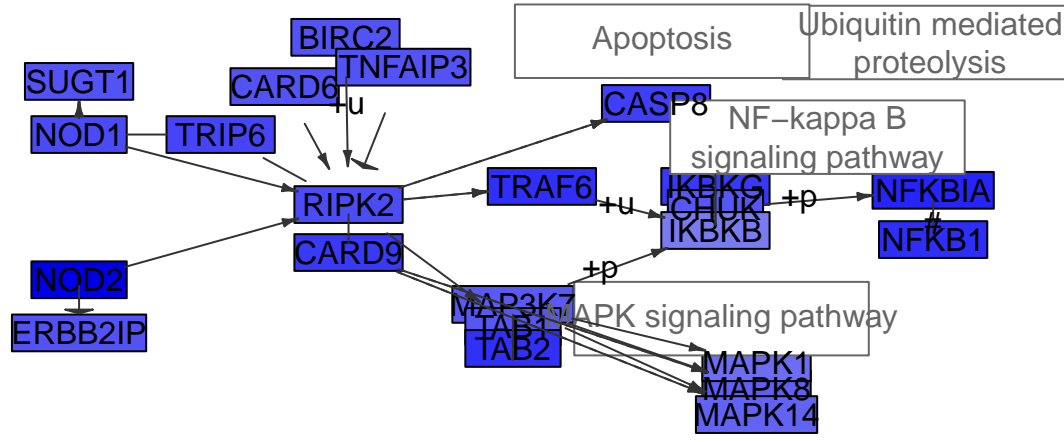 BIRC2
Apoptosis
Ubiquitin mediated
proteolysis
TNFAIP3
SUGT1
CARD6
+u
CASP8
NOD1
TRIP6
NF−kappa B
signaling pathway
RIPK2
TRAF6
IKBKG
NFKBIA
CHUK
+p
+u
IKBKB
#
NFKB1
CARD9
+p
NOD2
MAP3K7
MAPK signaling pathway
ERBB2IP
TAB1
TAB2
MAPK1
MAPK8
MAPK14